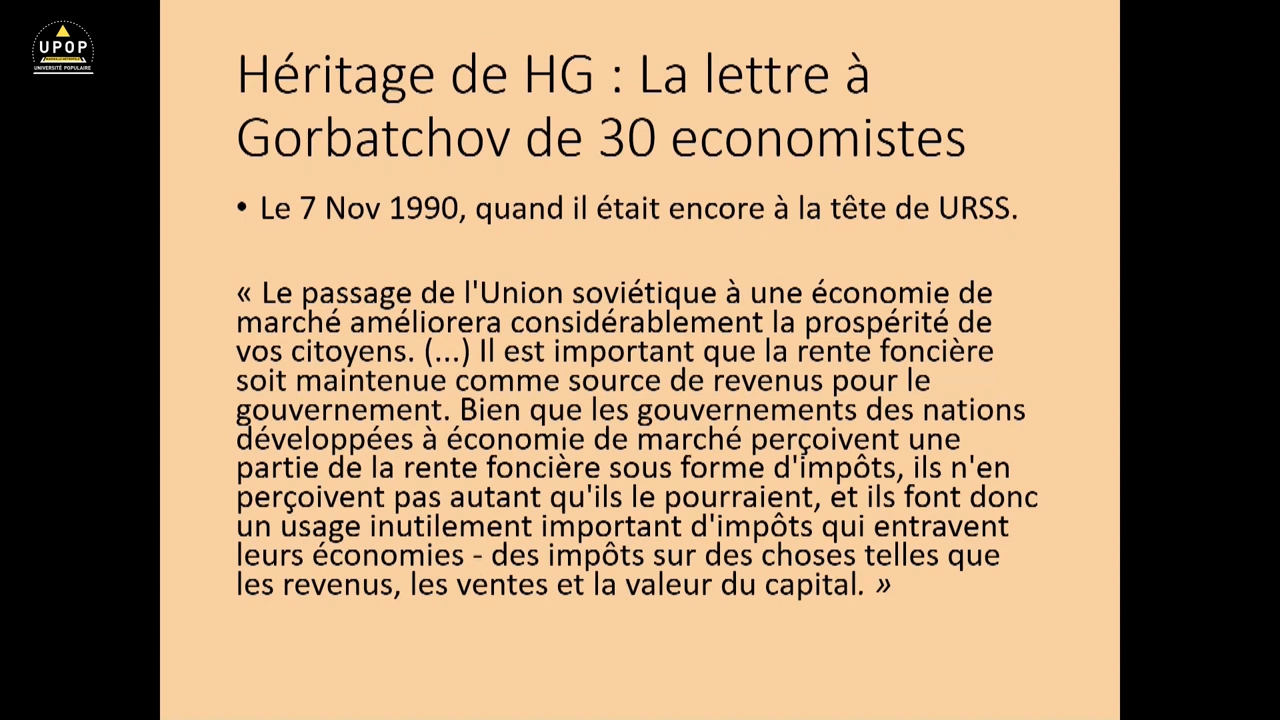 UPOP
UNIVERSITÉ POPULAIRE
Héritage de HG : La lettre à
Gorbatchov de 30 economistes
• Le 7 Nov 1990, quand il était encore à la tête de URSS.
« Le passage de l'Union soviétique à une économie de
marché améliorera considérablement la prospérité de
vos citoyens. (...) Il est important que la rente foncière
soit maintenue comme source de revenus pour le
gouvernement. Bien que les gouvernements des nations
développées à économie de marché perçoivent une
partie de la rente foncière sous forme d'impôts, ils n'en
perçoivent pas autant qu'ils le pourraient, et ils font donc
un usage inutilement important d'impôts qui entravent
leurs économies - des impôts sur des choses telles que
les revenus, les ventes et la valeur du capital. »